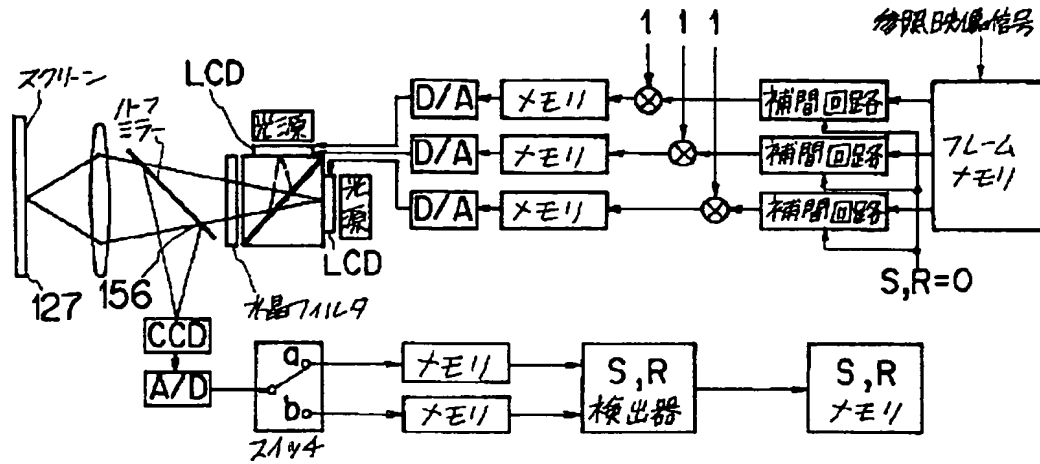 参照映像信号
1 1 1
スクリーン
LCD
ハーフ
ミラー
光源
D/A
メモリ
補間回路
D/A
メモリ
補間回路
フレーム
メモリ
光
源
D/A
メモリ
補間回路
LCD
S,R=0
127
156
液晶フィルタ
CCD
A/D
a
b
スイッチ
メモリ
メモリ
S,R
検出器
S,R
メモリ